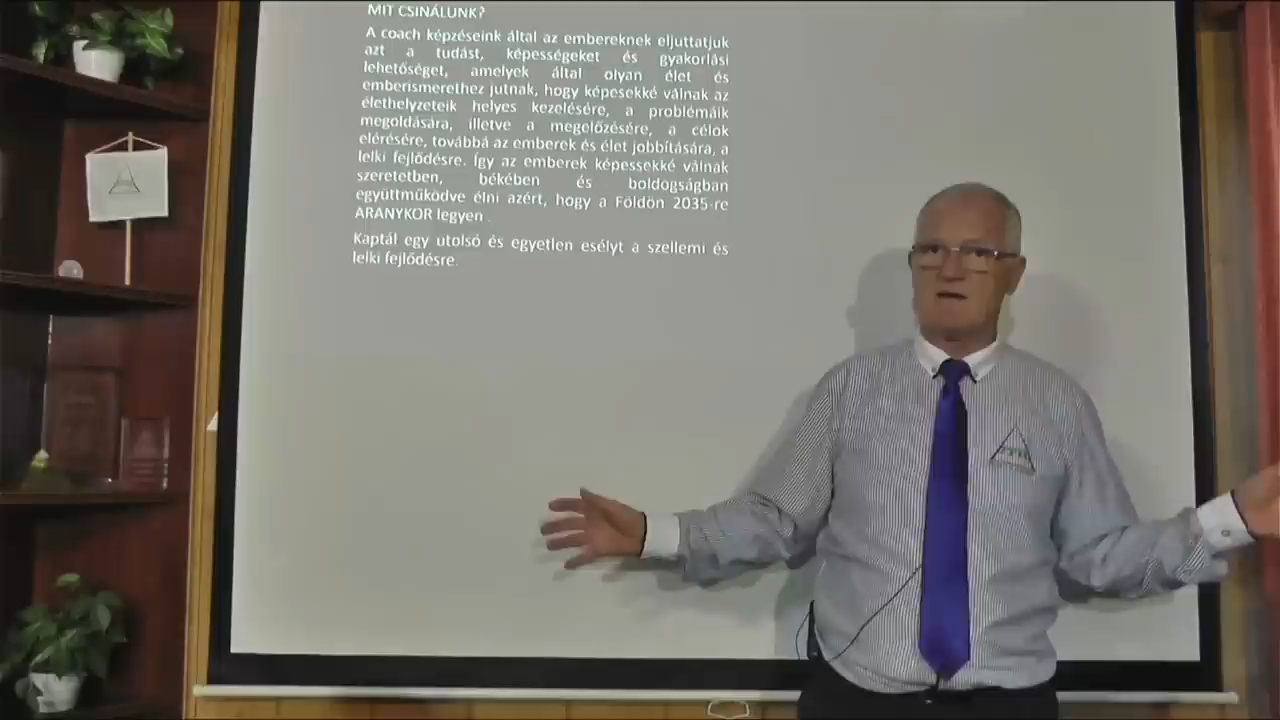 MIT CSINÁLUNK?
A coach képzéseink által az embereknek eljuttatjuk
azt a tudást, képességeket és gyakorlási
lehetőséget, amelyek által olyan élet és
emberismerethez jutnak, hogy képesekké válnak az
élethelyzeteik helyes kezelésére, a problémáik
megoldására, illetve a megelőzésére, a célok
elérésére, továbbá az emberek és élet jobbítására, a
lelki fejlődésre. Így az emberek képessekké válnak
szeretetben, békében és boldogságban
együttműködve élni azért, hogy a Földön 2035-re
ARANYKOR legyen .
Kaptál egy utolsó és egyetlen esélyt a szellemi és
lelki fejlődésre.